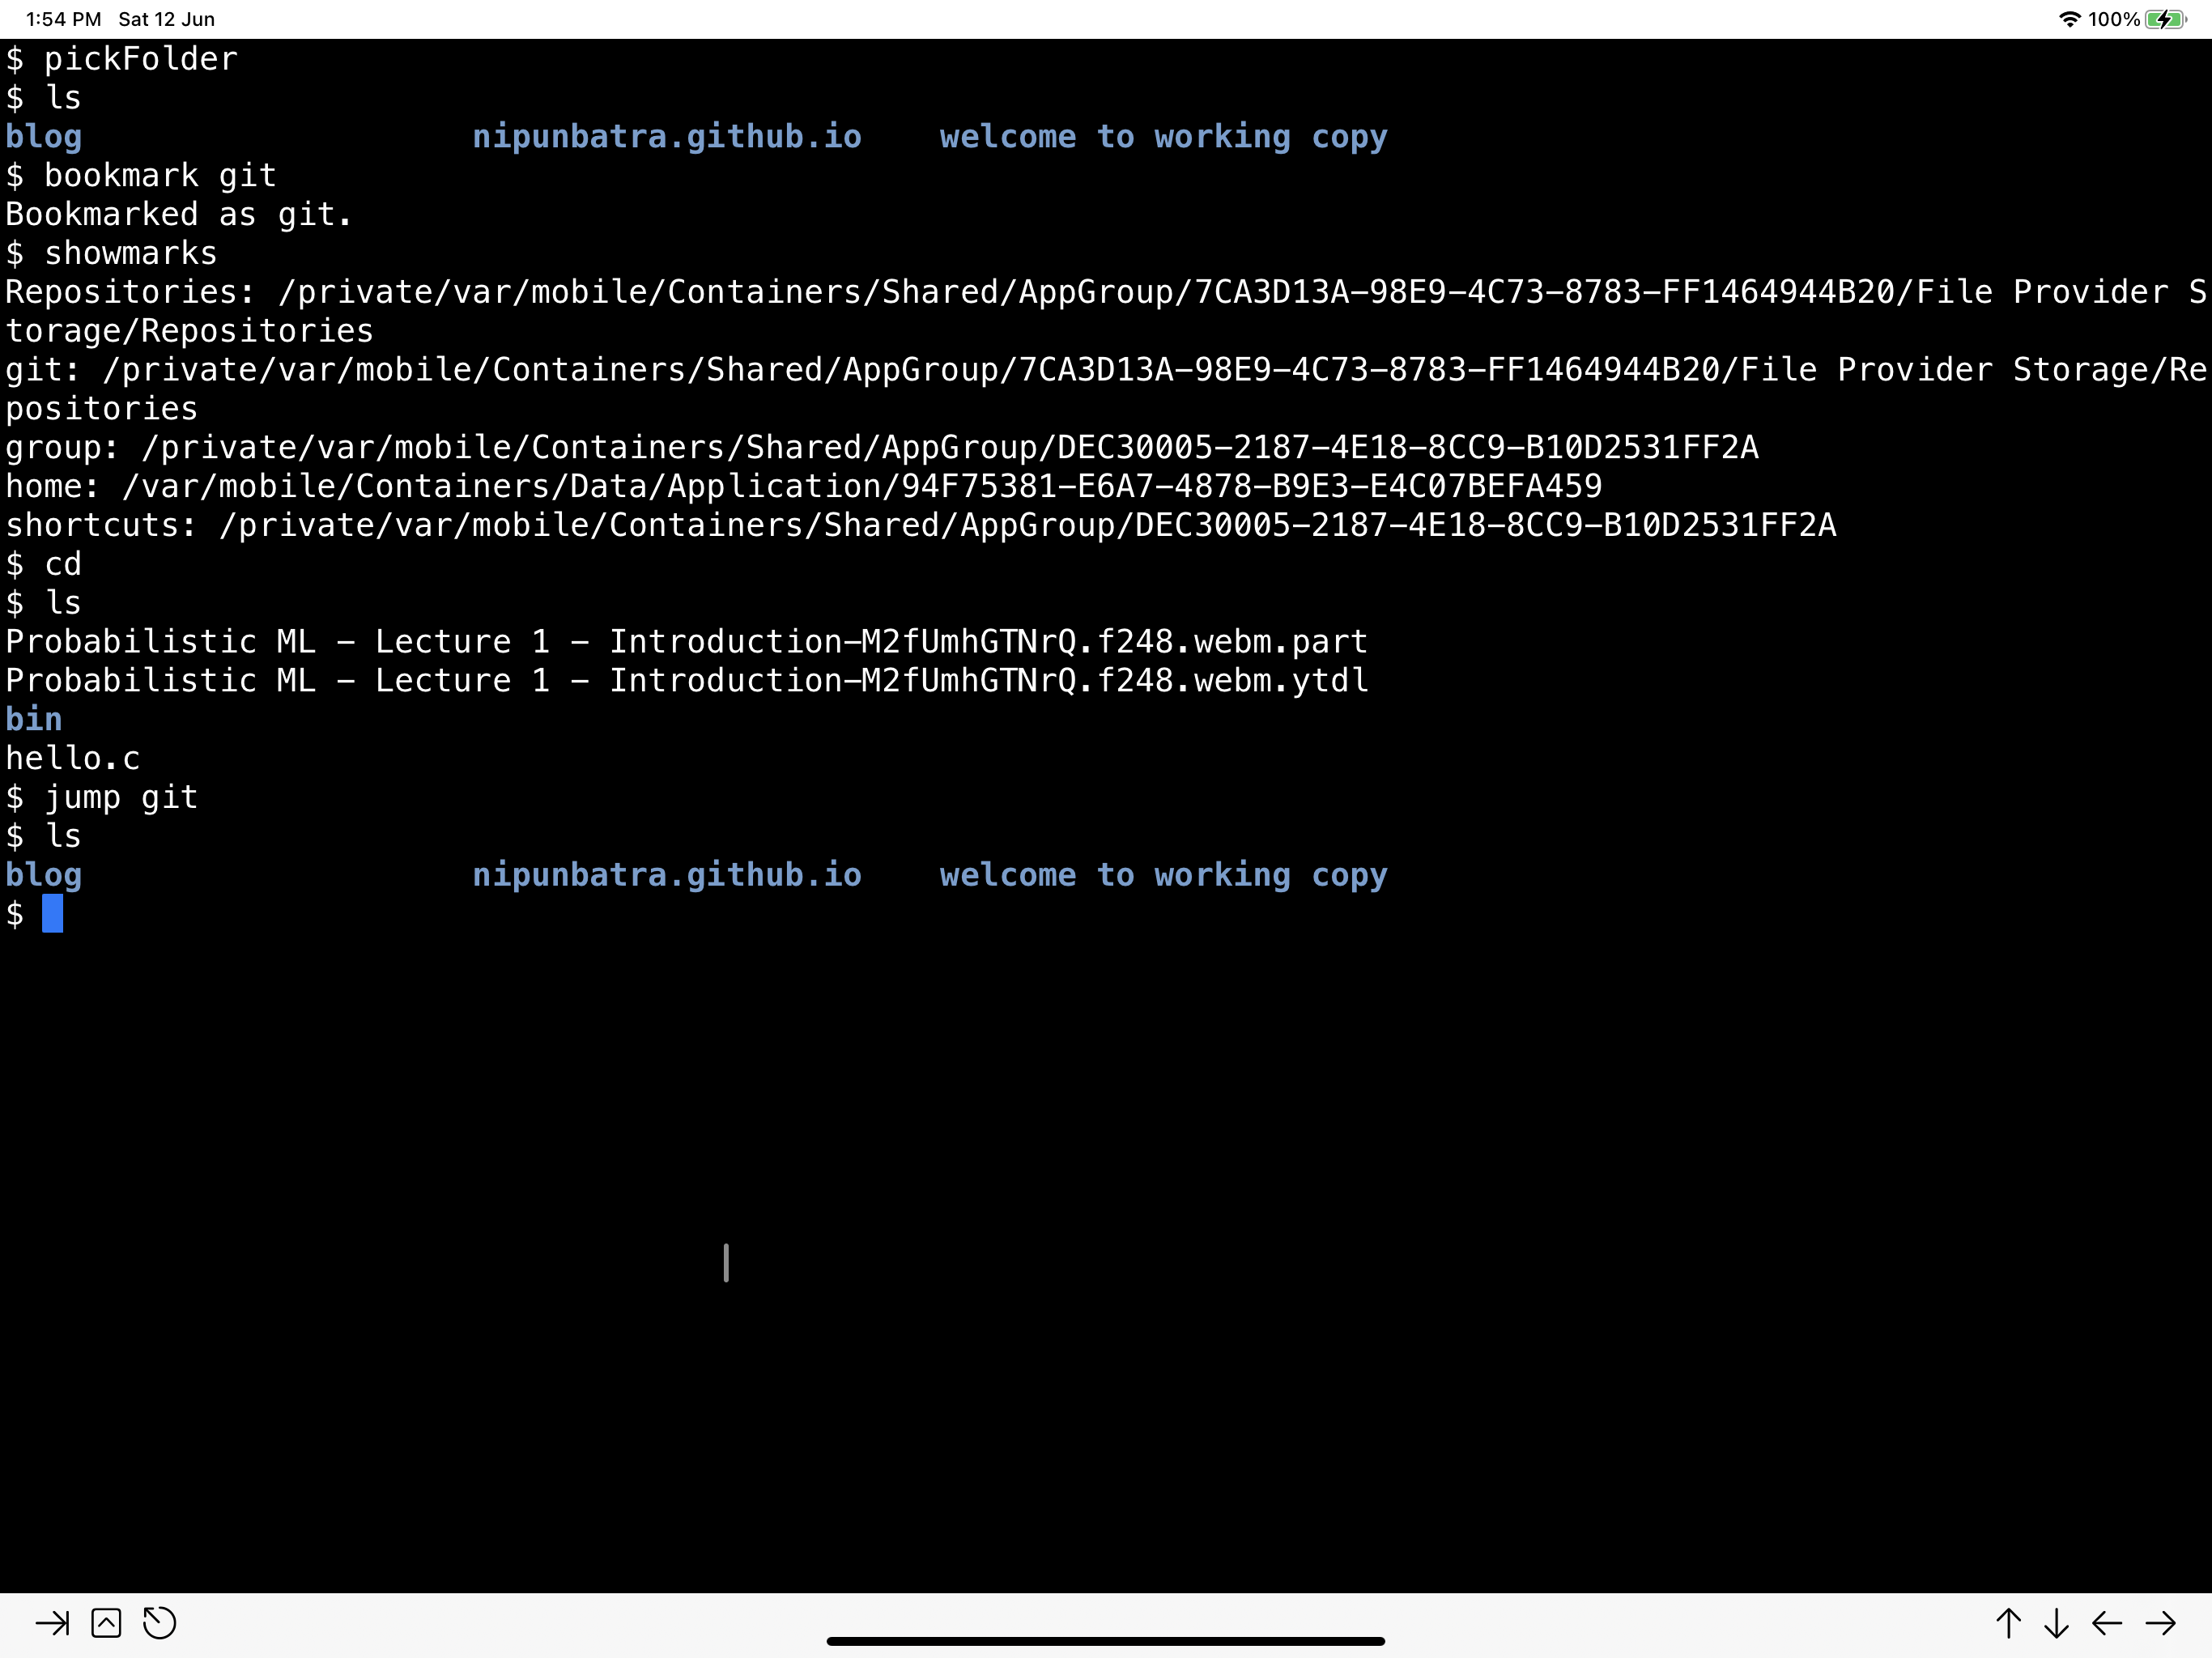 1:54 PM Sat 12 Jun 100%
$ pickFolder
$ ls
blog nipunbatra.github.io welcome to working copy
$ bookmark git
Bookmarked as git.
$ showmarks
Repositories: /private/var/mobile/Containers/Shared/AppGroup/7CA3D13A-98E9-4C73-8783-FF1464944B20/File Provider S
torage/Repositories
git: /private/var/mobile/Containers/Shared/AppGroup/7CA3D13A-98E9-4C73-8783-FF1464944B20/File Provider Storage/Re
positories
group: /private/var/mobile/Containers/Shared/AppGroup/DEC30005-2187-4E18-8CC9-B10D2531FF2A
home: /var/mobile/Containers/Data/Application/94F75381-E6A7-4878-B9E3-E4C07BEFA459
shortcuts: /private/var/mobile/Containers/Shared/AppGroup/DEC30005-2187-4E18-8CC9-B10D2531FF2A
$ cd
$ ls
Probabilistic ML - Lecture 1 - Introduction-M2fUmhGTNrQ.f248.webm.part
Probabilistic ML - Lecture 1 - Introduction-M2fUmhGTNrQ.f248.webm.ytdl
bin
hello.c
$ jump git
$ ls
blog nipunbatra.github.io welcome to working copy
$